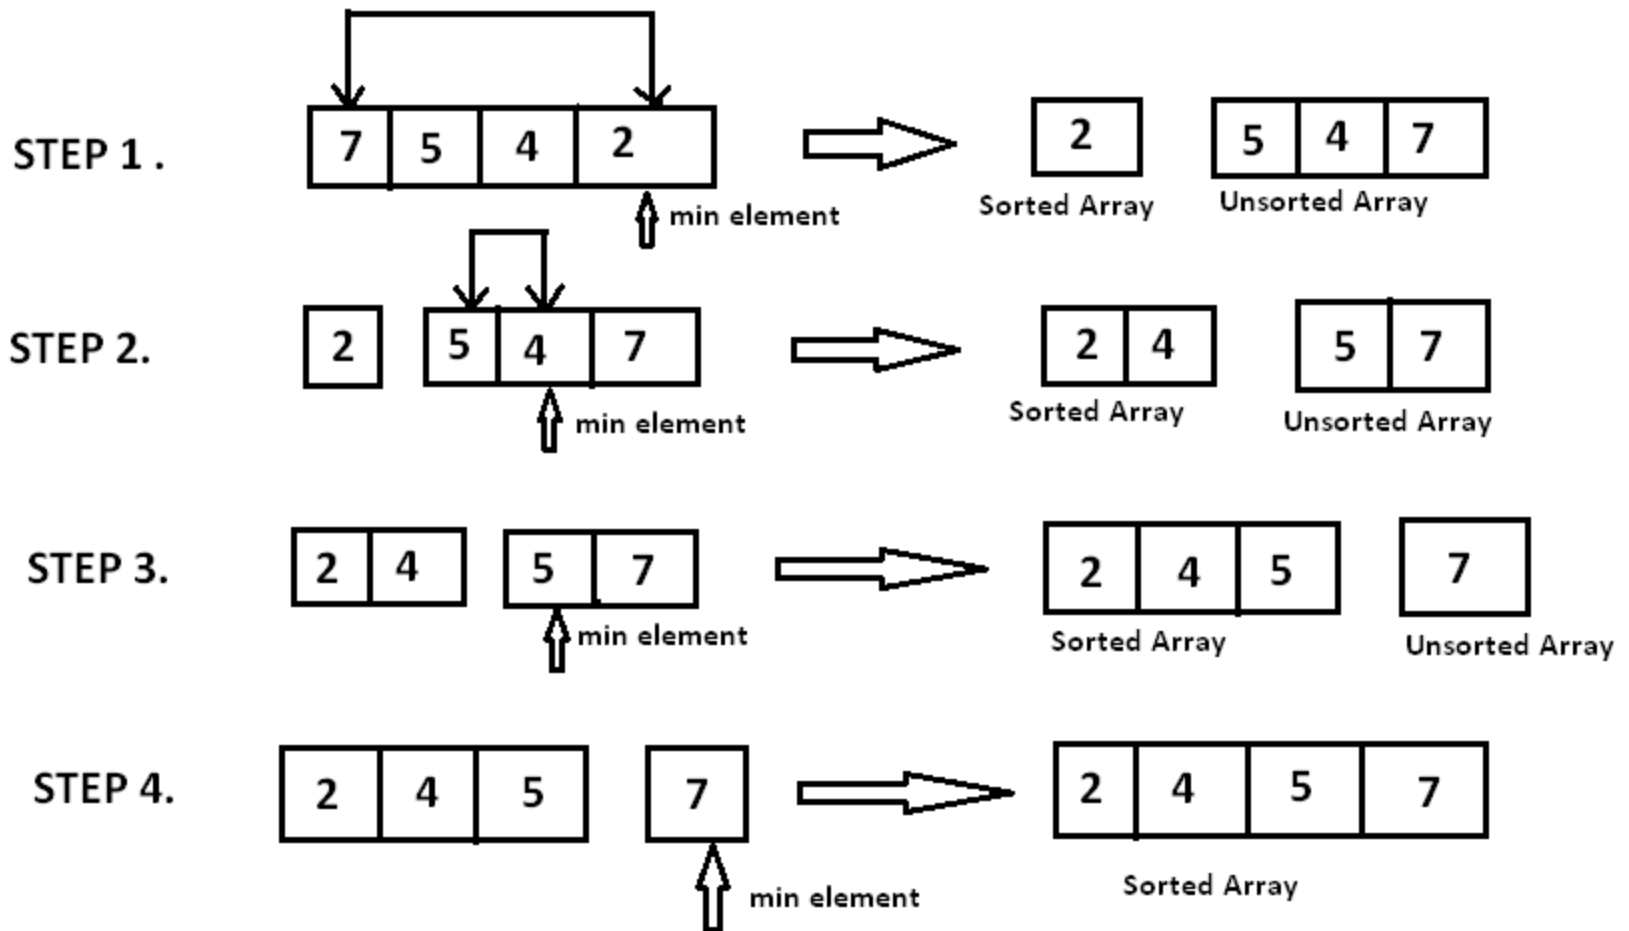 STEP 1 .
7 5 4 2
2
5 4 7
min element
Sorted Array
Unsorted Array
STEP 2.
2
5 4 7
2 4
5 7
min element
Sorted Array
Unsorted Array
STEP 3.
2 4
5 7
2 4 5
7
min element
Sorted Array
Unsorted Array
STEP 4.
2 4 5
7
2 4 5 7
min element
Sorted Array